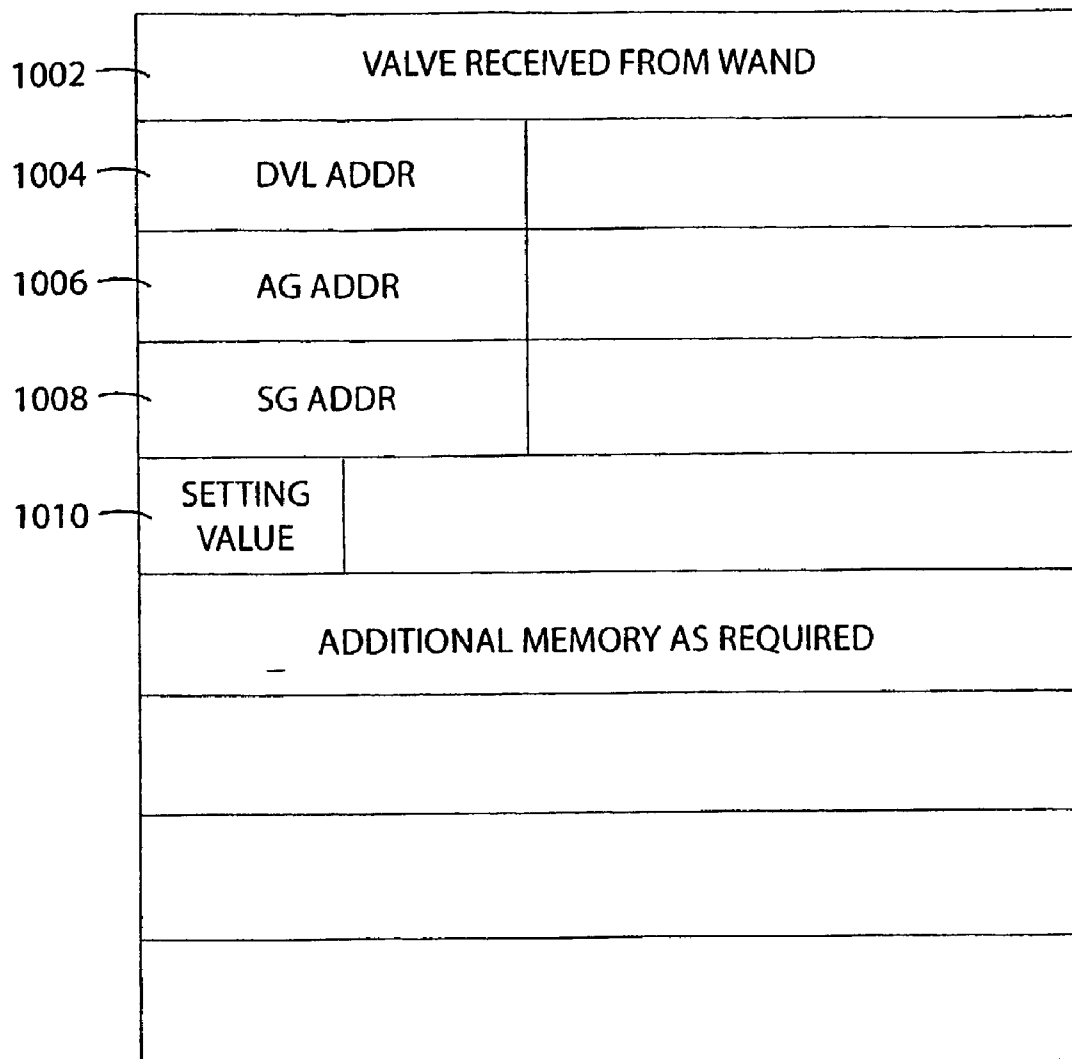 1002 VALVE RECEIVED FROM WAND
1004 DVL ADDR
1006 AG ADDR
1008 SG ADDR
1010 SETTING
VALUE
ADDITIONAL MEMORY AS REQUIRED